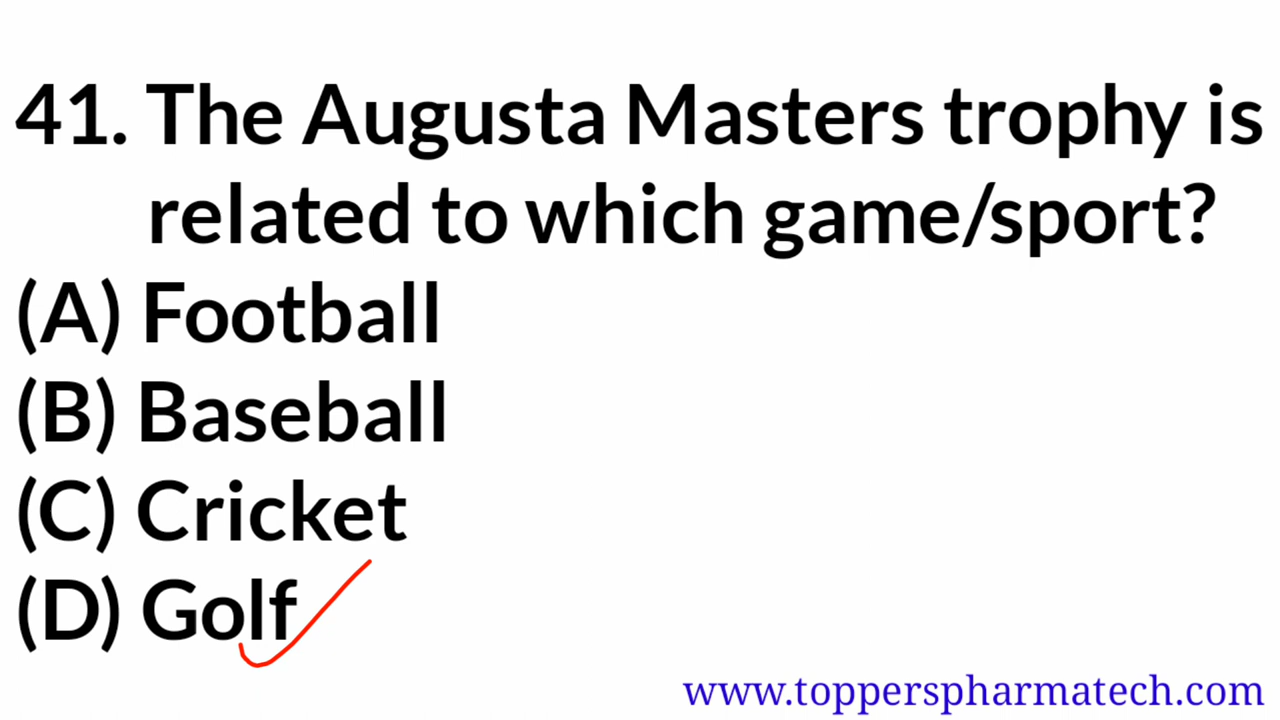 41. The Augusta Masters trophy is
related to which game/sport?
(A) Football
(B) Baseball
(C) Cricket
(D) Golf
www.topperspharmatech.com